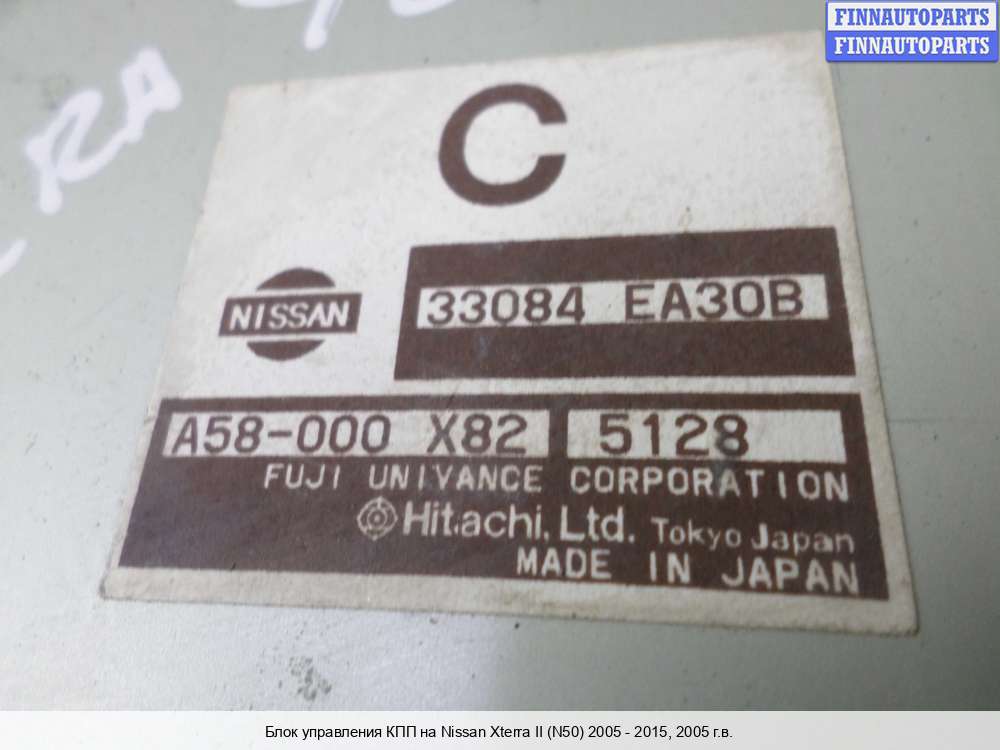 FINNAUTOPARTS
FINNAUTOPARTS
RA
C
NISSAN
33084 EA30B
A58-000 X82 5128
FUJI UNIVANCE CORPORATION
Hitachi, Ltd. Tokyo Japan
MADE IN JAPAN
Блок управления КПП на Nissan Xterra II (N50) 2005 - 2015, 2005 г.в.